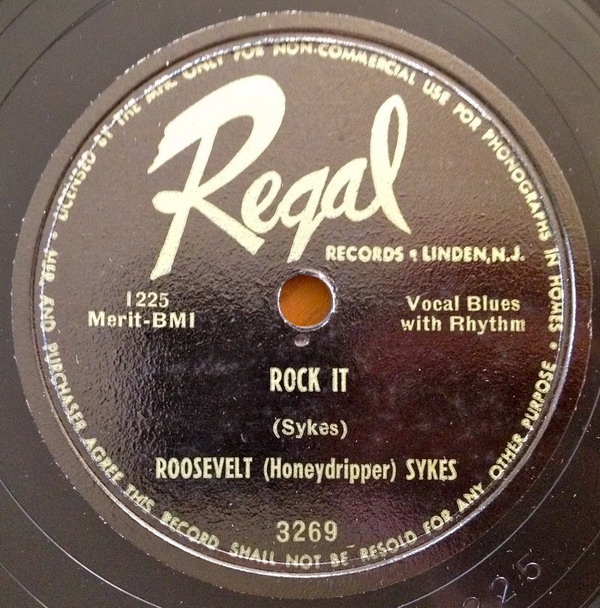 LICENSED BY THE MFR. ONLY FOR NON-COMMERCIAL USE FOR PHONOGRAPHS IN HOMES • MFR. AND PURCHASER AGREE THIS RECORD SHALL NOT BE RESOLD FOR ANY OTHER PURPOSE •
Regal
RECORDS • LINDEN, N.J.
1225
Merit-BMI
Vocal Blues
with Rhythm
ROCK IT
(Sykes)
ROOSEVELT (Honeydripper) SYKES
3269